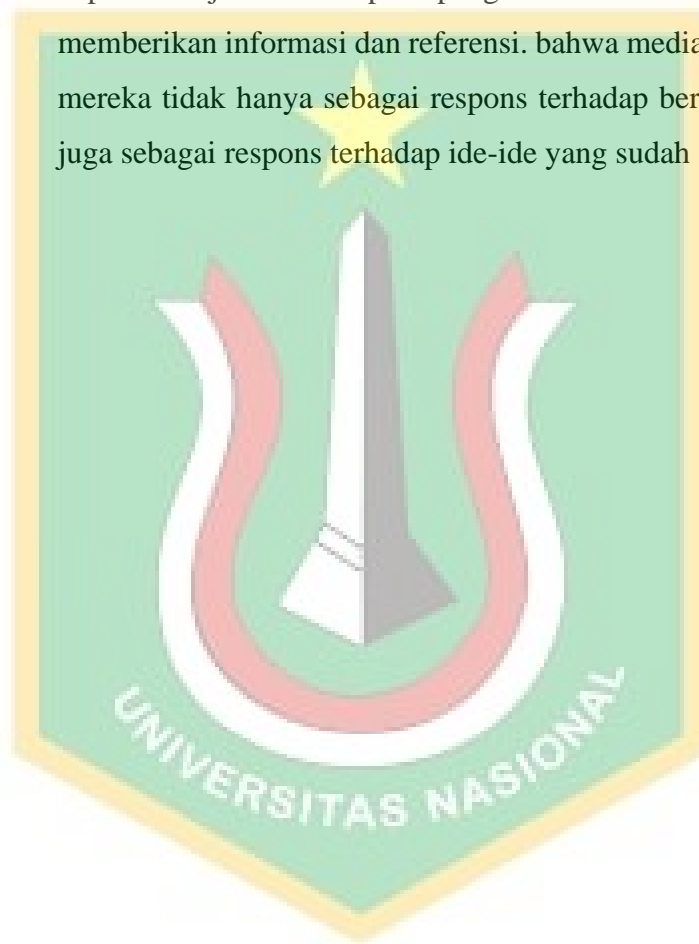 memberikan informasi dan referensi. bahwa media
mereka tidak hanya sebagai respons terhadap ber
juga sebagai respons terhadap ide-ide yang sudah
UNIVERSITAS NASIONAL